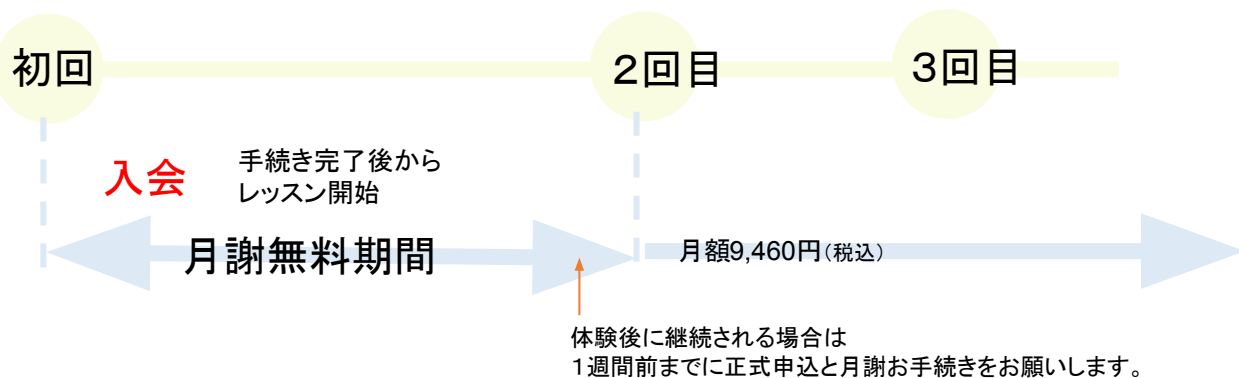 初回
２回目
３回目
入会
手続き完了後から
レッスン開始
月謝無料期間
月額9,460円(税込)
体験後に継続される場合は
１週間前までに正式申込と月謝お手続きをお願いします。